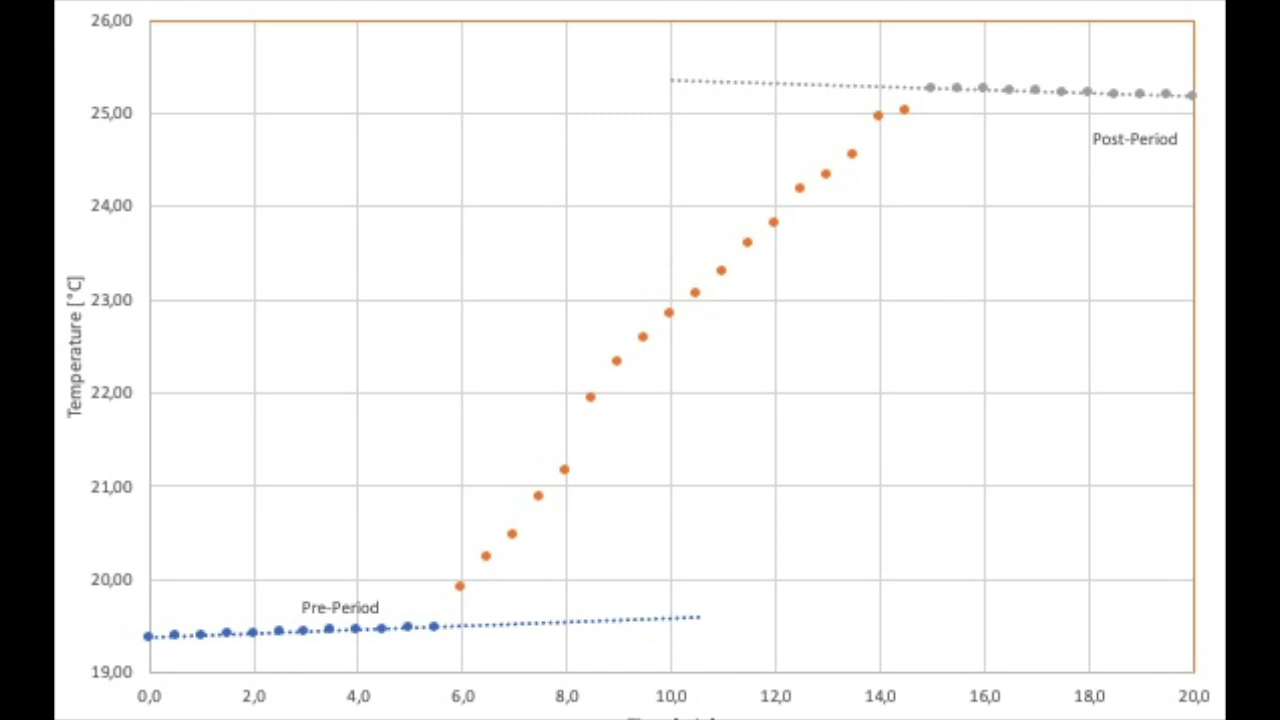 26,00
25,00
Post-Period
24,00
23,00
Temperature [°C]
22,00
21,00
20,00
Pre-Period
19,00
0,0 2,0 4,0 6,0 8,0 10,0 12,0 14,0 16,0 18,0 20,0